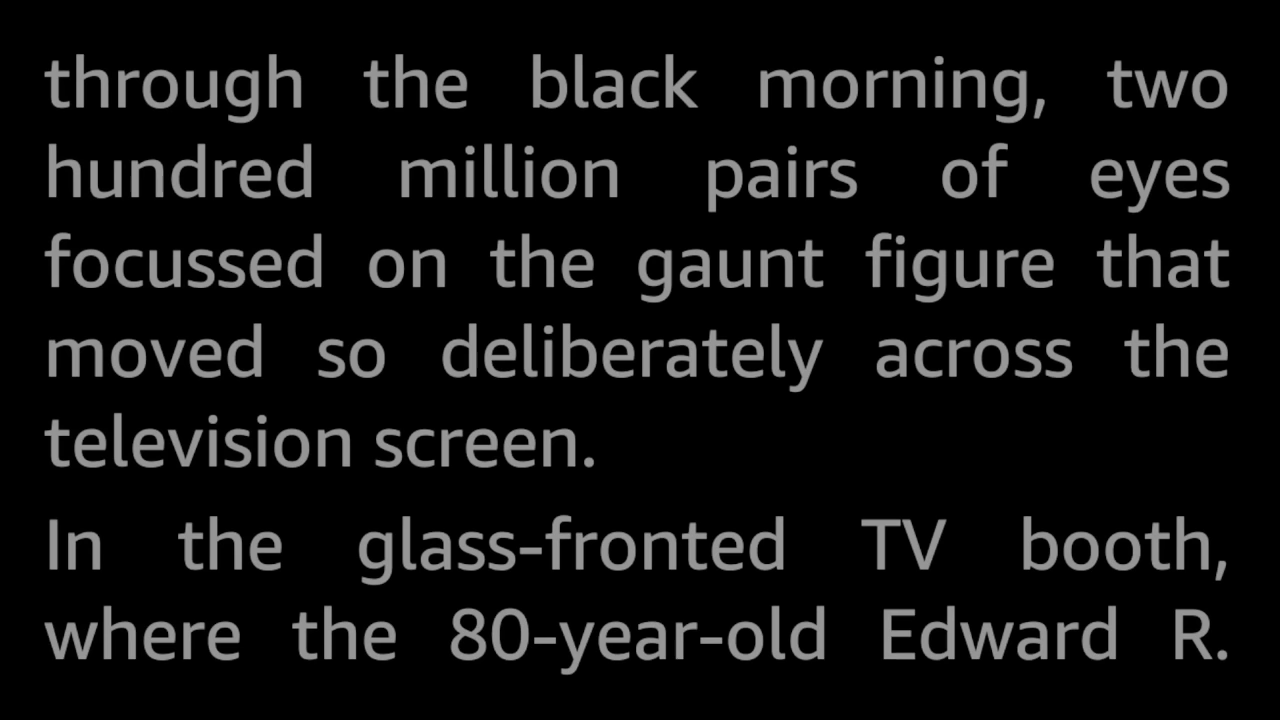 through the black morning, two
hundred million pairs of eyes
focussed on the gaunt figure that
moved so deliberately across the
television screen.
In the glass-fronted TV booth,
where the 80-year-old Edward R.